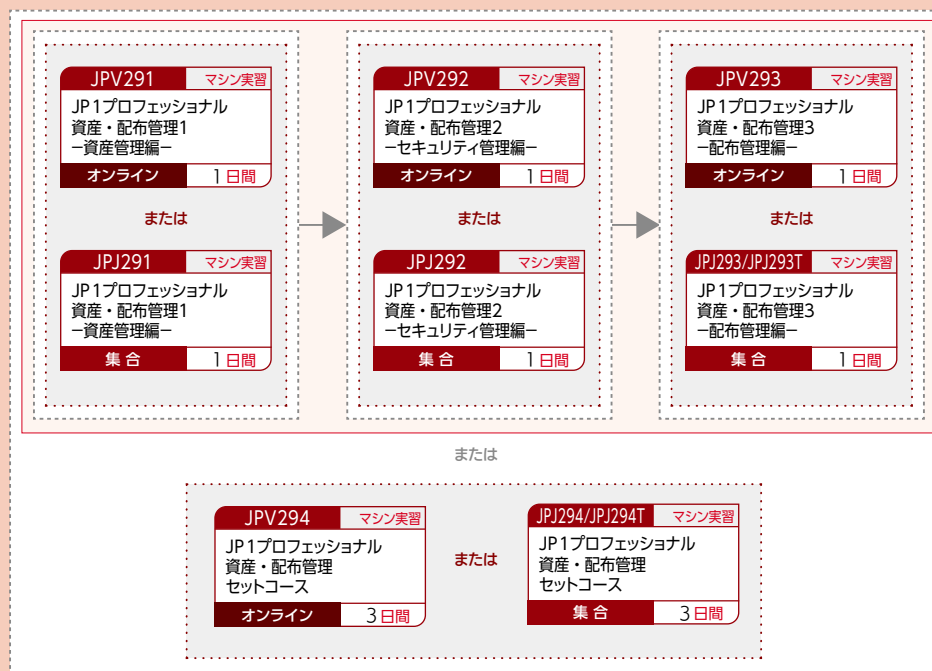 JPV291 マシン実習
JP1プロフェッショナル
資産・配布管理1
−資産管理編−
オンライン 1日間
または
JPJ291 マシン実習
JP1プロフェッショナル
資産・配布管理1
−資産管理編−
集合 1日間
JPV292 マシン実習
JP1プロフェッショナル
資産・配布管理2
−セキュリティ管理編−
オンライン 1日間
または
JPJ292 マシン実習
JP1プロフェッショナル
資産・配布管理2
−セキュリティ管理編−
集合 1日間
JPV293 マシン実習
JP1プロフェッショナル
資産・配布管理3
−配布管理編−
オンライン 1日間
または
JPJ293/JPJ293T マシン実習
JP1プロフェッショナル
資産・配布管理3
−配布管理編−
集合 1日間
または
JPV294 マシン実習
JP1プロフェッショナル
資産・配布管理
セットコース
オンライン 3日間
または
JPJ294/JPJ294T マシン実習
JP1プロフェッショナル
資産・配布管理
セットコース
集合 3日間